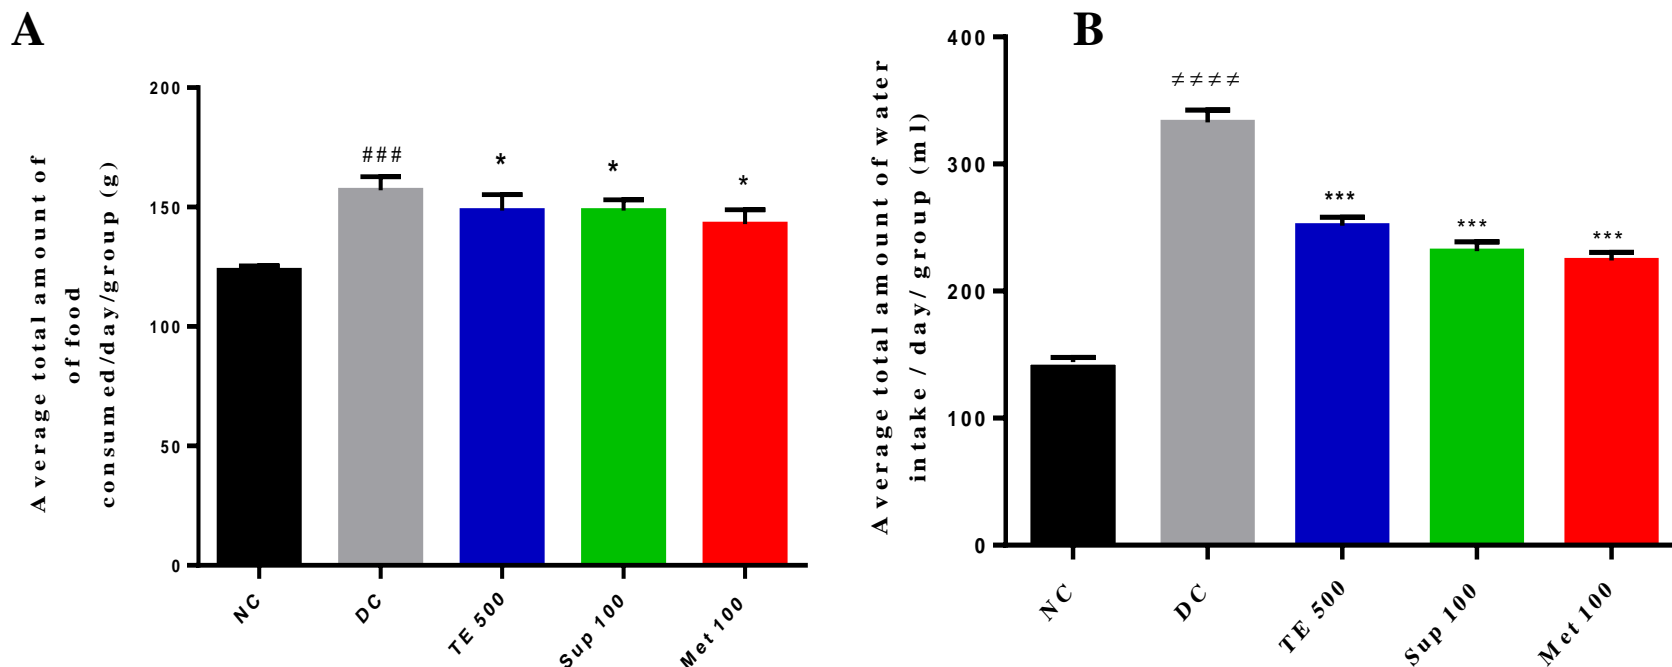 A
Average total amount of
of food
consumed/day/group (g)
200
150
100
50
0
###
*
*
*
NC
DC
TE 500
Sup 100
Met 100
B
Average total amount of water
intake / day/ group (ml)
400
300
200
100
0
≠≠≠≠
***
***
***
NC
DC
TE 500
Sup 100
Met 100